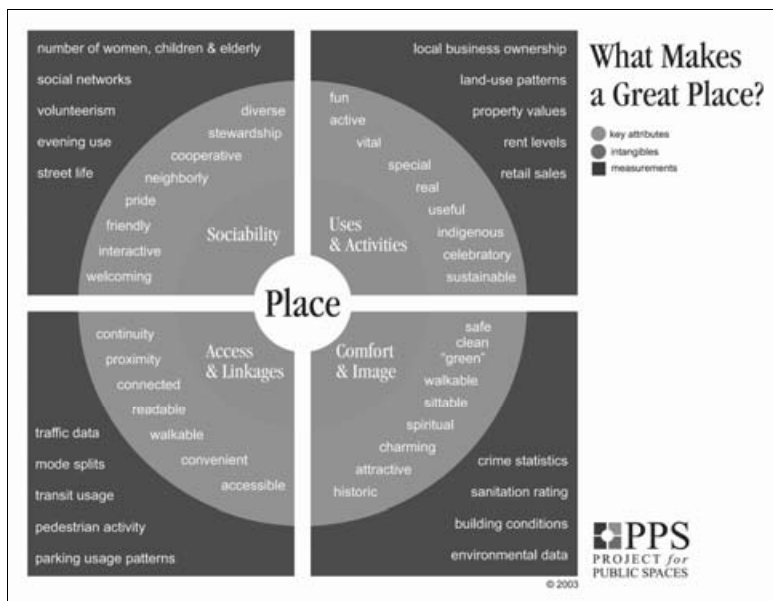 number of women, children & elderly
social networks
volunteerism
evening use
street life
diverse
stewardship
cooperative
neighborly
pride
friendly
interactive
welcoming
Sociability
local business ownership
land-use patterns
property values
rent levels
retail sales
fun
active
vital
special
real
useful
indigenous
celebratory
sustainable
Uses
& Activities
What Makes
a Great Place?
key attributes
intangibles
measurements
Place
continuity
proximity
connected
readable
walkable
convenient
accessible
Access
& Linkages
traffic data
mode splits
transit usage
pedestrian activity
parking usage patterns
Comfort
& Image
safe
clean
"green"
walkable
sittable
spiritual
charming
attractive
historic
crime statistics
sanitation rating
building conditions
environmental data
PPS
PROJECT for
PUBLIC SPACES
© 2003